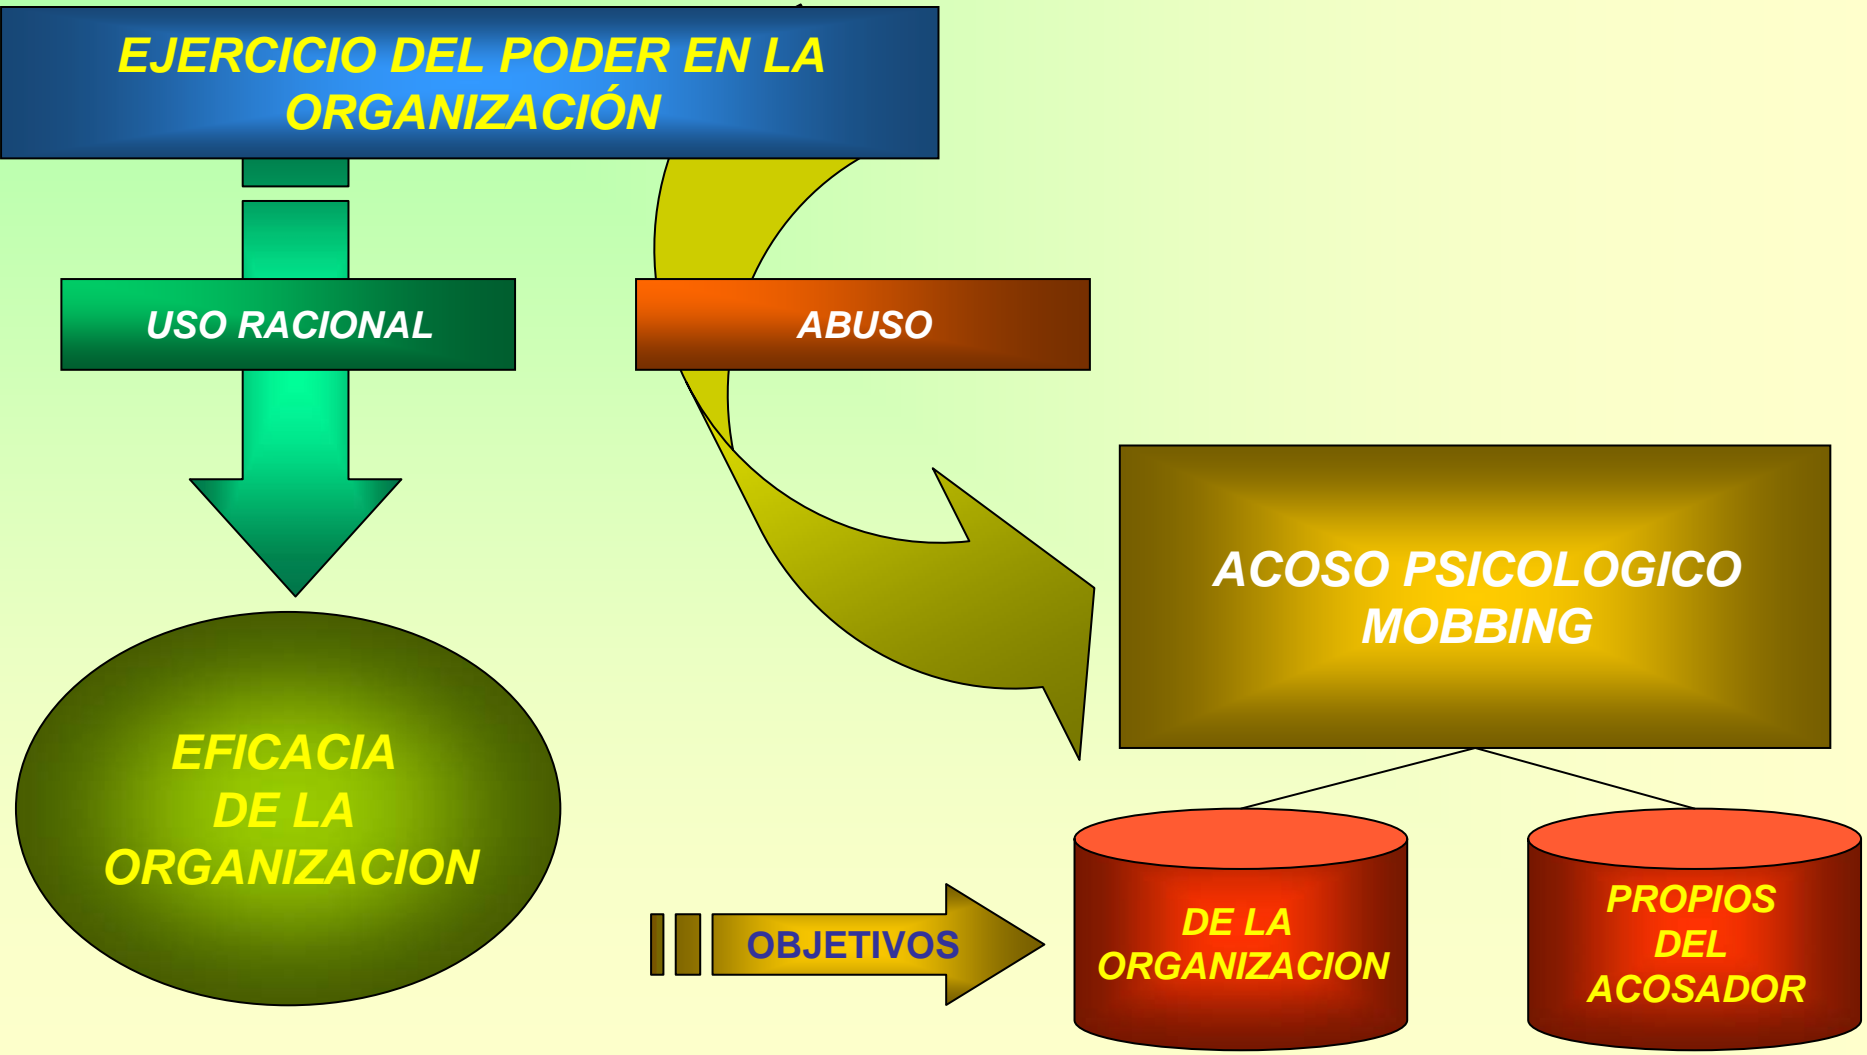 EJERCICIO DEL PODER EN LA
ORGANIZACIÓN
USO RACIONAL
ABUSO
ACOSO PSICOLOGICO
MOBBING
EFICACIA
DE LA
ORGANIZACION
OBJETIVOS
DE LA
ORGANIZACION
PROPIOS
DEL
ACOSADOR